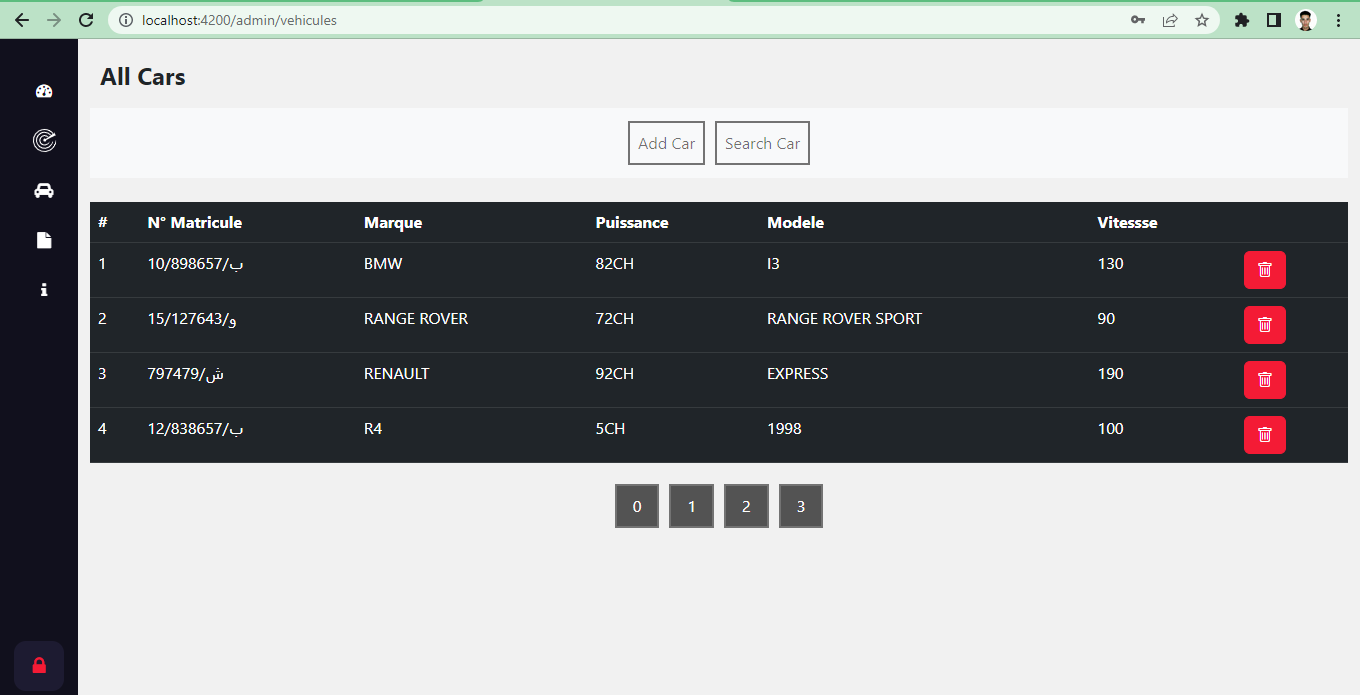 localhost:4200/admin/vehicules
All Cars
Add Car Search Car
# N° Matricule Marque Puissance Modele Vitessse
1 10/898657/ب BMW 82CH I3 130
2 15/127643/و RANGE ROVER 72CH RANGE ROVER SPORT 90
3 797479/ش RENAULT 92CH EXPRESS 190
4 12/838657/ب R4 5CH 1998 100
0 1 2 3